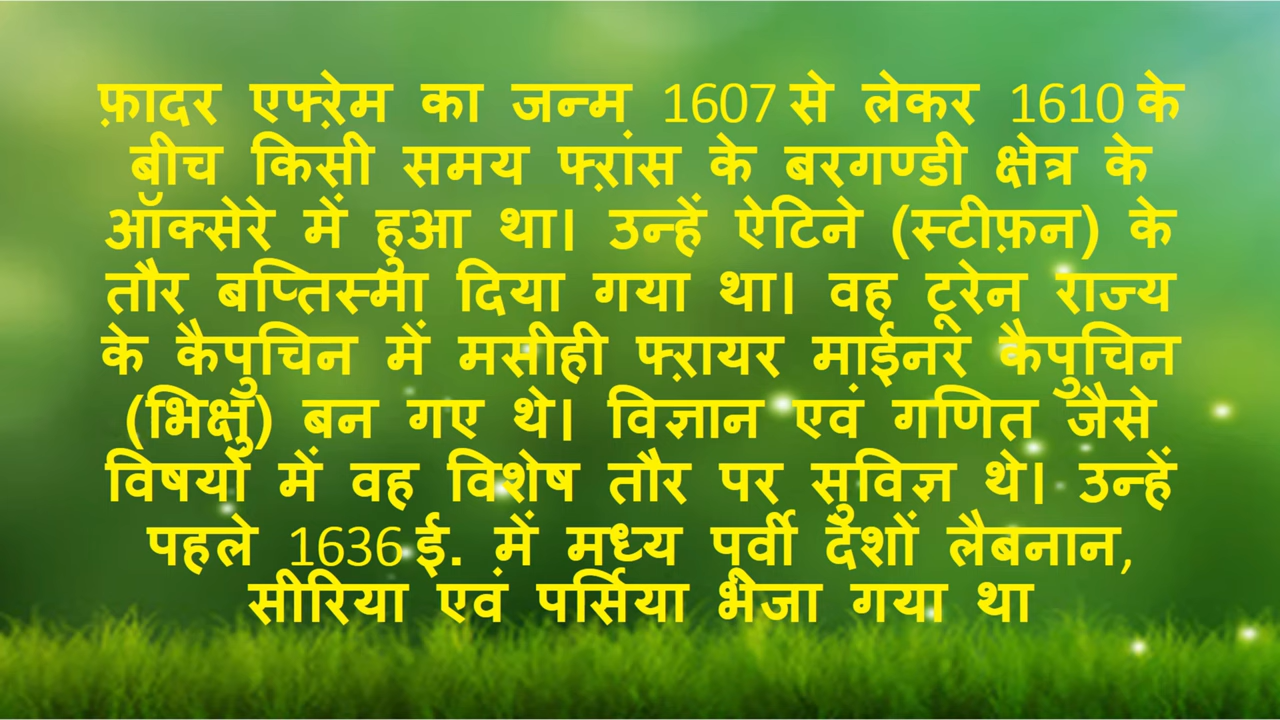 फ़ादर एफ्रेम का जन्म 1607 से लेकर 1610 के
बीच किसी समय फ्रांस के बरगण्डी क्षेत्र के
ऑक्सेरे में हुआ था। उन्हें ऐटिने (स्टीफ़न) के
तौर बप्तिस्मा दिया गया था। वह टूरेन राज्य
के कैपुचिन में मसीही फ्रायर माईनर कैपुचिन
(भिक्षु) बन गए थे। विज्ञान एवं गणित जैसे
विषयों में वह विशेष तौर पर सुविज्ञ थे। उन्हें
पहले 1636 ई. में मध्य पूर्वी देशों लैबनान,
सीरिया एवं पर्सिया भेजा गया था